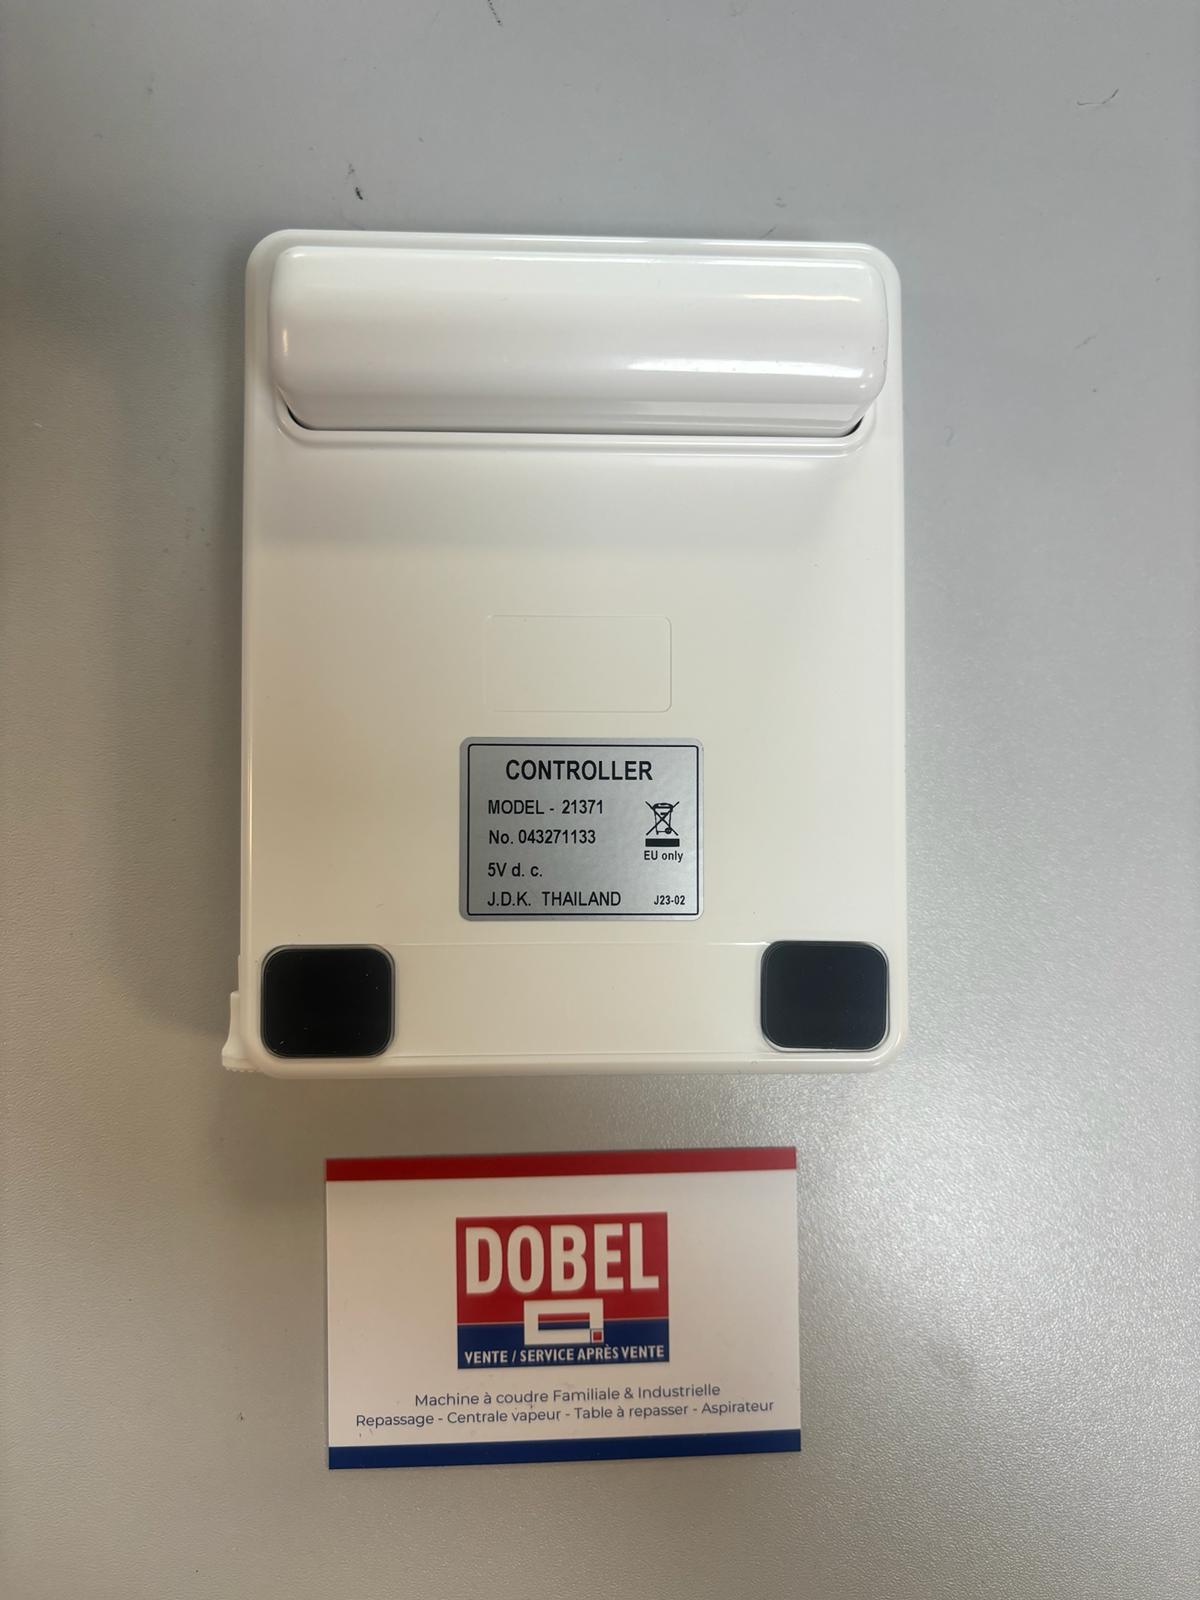 CONTROLLER
MODEL - 21371
No. 043271133
EU only
5V d. c.
J.D.K. THAILAND J23-02
DOBEL
VENTE / SERVICE APRÈS VENTE
Machine à coudre Familiale & Industrielle
Repassage - Centrale vapeur - Table à repasser - Aspirateur